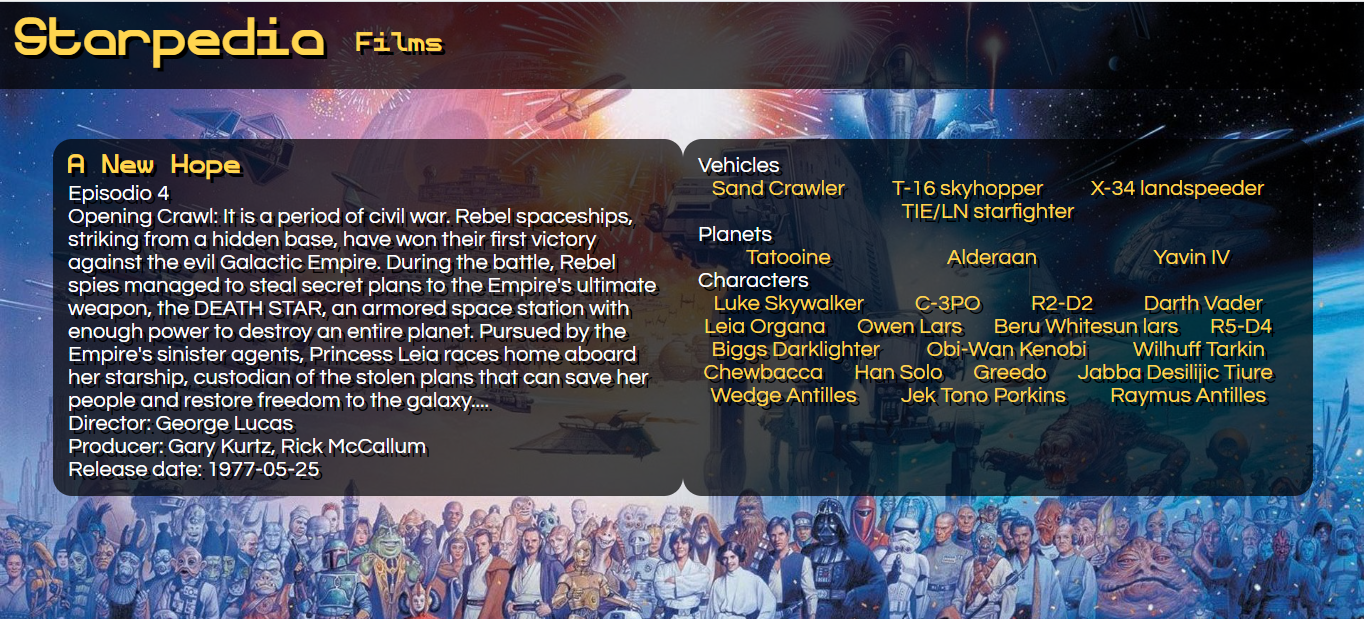 Starpedia Films
A New Hope
Episodio 4
Opening Crawl: It is a period of civil war. Rebel spaceships,
striking from a hidden base, have won their first victory
against the evil Galactic Empire. During the battle, Rebel
spies managed to steal secret plans to the Empire's ultimate
weapon, the DEATH STAR, an armored space station with
enough power to destroy an entire planet. Pursued by the
Empire's sinister agents, Princess Leia races home aboard
her starship, custodian of the stolen plans that can save her
people and restore freedom to the galaxy....
Director: George Lucas
Producer: Gary Kurtz, Rick McCallum
Release date: 1977-05-25
Vehicles
Sand Crawler T-16 skyhopper X-34 landspeeder
TIE/LN starfighter
Planets
Tatooine Alderaan Yavin IV
Characters
Luke Skywalker C-3PO R2-D2 Darth Vader
Leia Organa Owen Lars Beru Whitesun lars R5-D4
Biggs Darklighter Obi-Wan Kenobi Wilhuff Tarkin
Chewbacca Han Solo Greedo Jabba Desilijic Tiure
Wedge Antilles Jek Tono Porkins Raymus Antilles